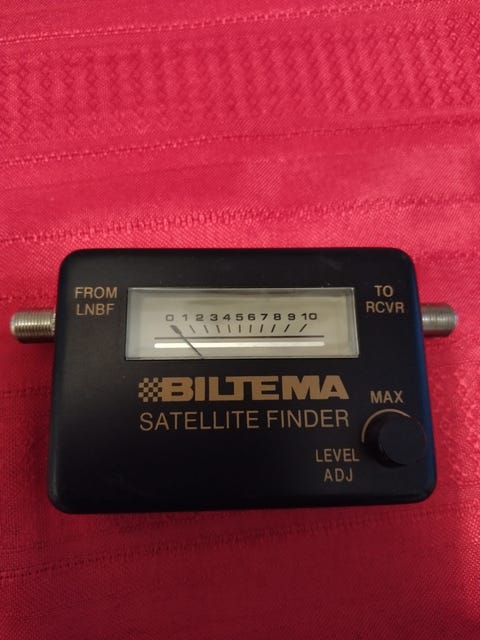 FROM
LNBF
TO
RCVR
0 1 2 3 4 5 6 7 8 9 10
BILTEMA
SATELLITE FINDER
MAX
LEVEL
ADJ